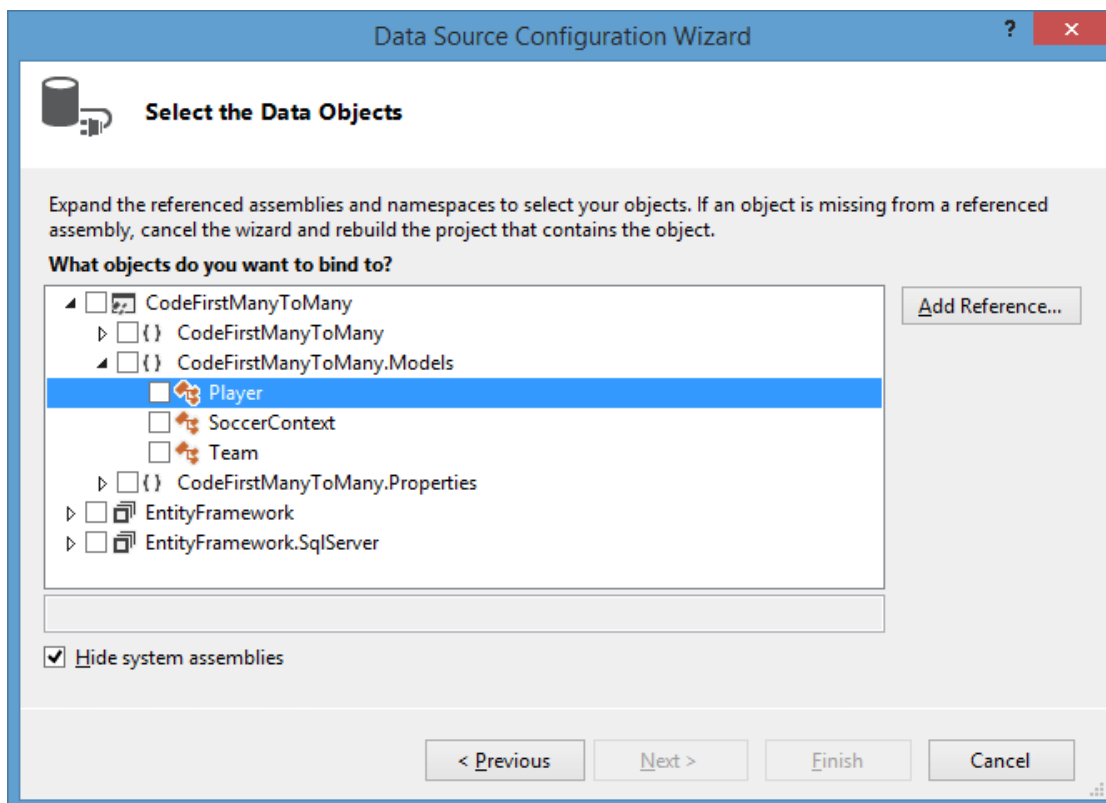 Data Source Configuration Wizard
?
Select the Data Objects
Expand the referenced assemblies and namespaces to select your objects. If an object is missing from a referenced
assembly, cancel the wizard and rebuild the project that contains the object.
What objects do you want to bind to?
CodeFirstManyToMany
Add Reference...
{ } CodeFirstManyToMany
{ } CodeFirstManyToMany.Models
Player
SoccerContext
Team
{ } CodeFirstManyToMany.Properties
EntityFramework
EntityFramework.SqlServer
Hide system assemblies
< Previous
Next >
Finish
Cancel